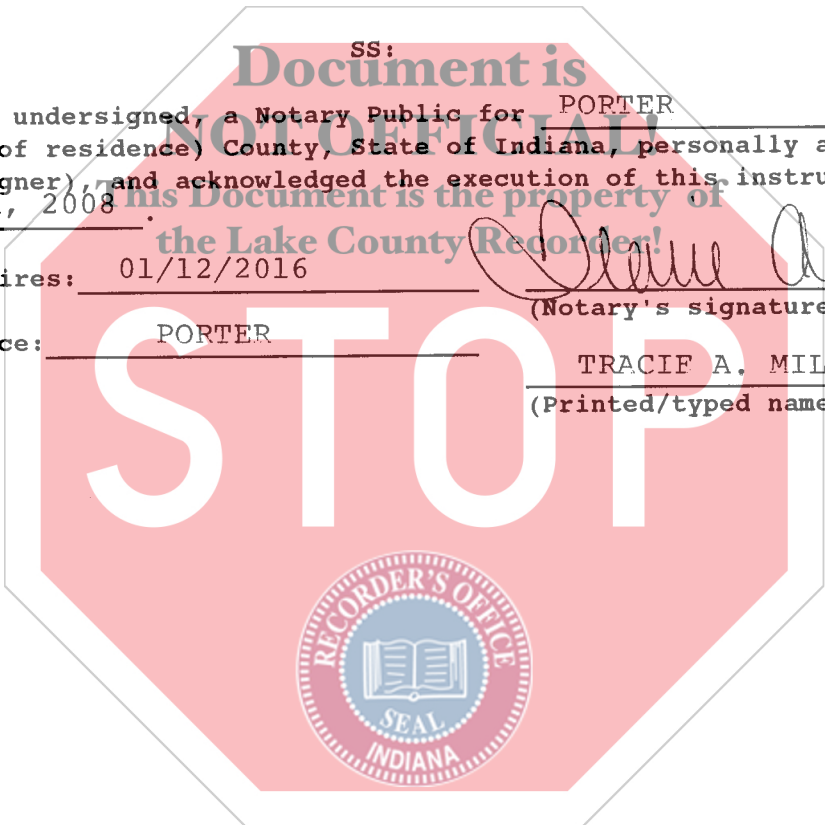 SS:
Document is
undersigned, a Notary Public for PORTER
NOT OFFICIAL!
of residence) County, State of Indiana, personally a
gner), and acknowledged the execution of this instru
This Document is the property of
, 2008.
the Lake County Recorder!
ires: 01/12/2016
(Notary's signature
ce: PORTER
TRACIE A. MIL
(Printed/typed name
STOP
RECORDER'S OFFICE
SEAL
INDIANA